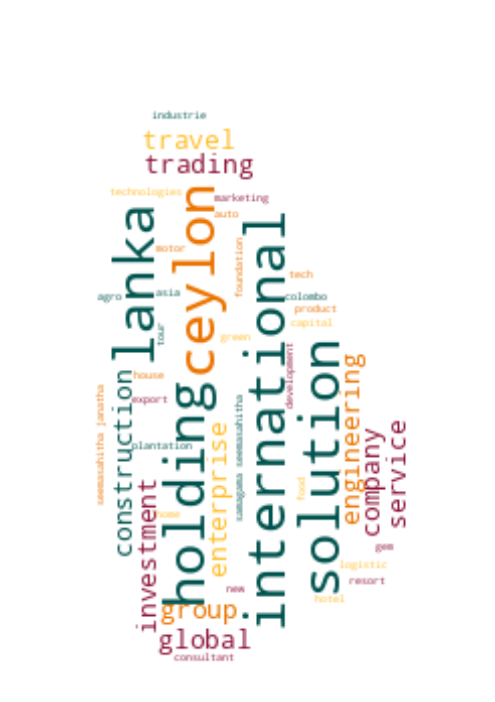 industrie
travel
trading
technologies
marketing
auto
lanka
ceylon
international
motor
foundation
tech
agro
asia
colombo
product
capital
tour
green
development
house
export
seemasahitha janatha
construction
holding
solution
engineering
samagama seemasahitha
enterprise
plantation
company
service
investment
food
home
gem
logistic
resort
new
hotel
group
global
consultant